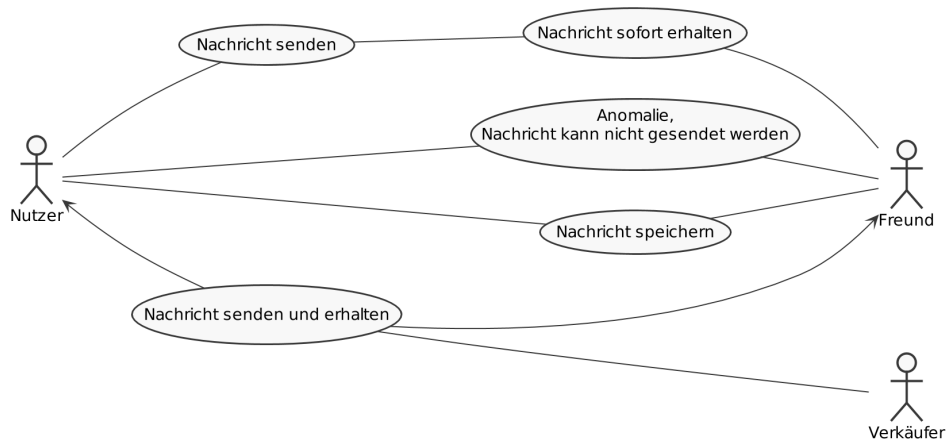 Nachricht senden
Nachricht sofort erhalten
Anomalie,
Nachricht kann nicht gesendet werden
Nutzer
Freund
Nachricht speichern
Nachricht senden und erhalten
Verkäufer